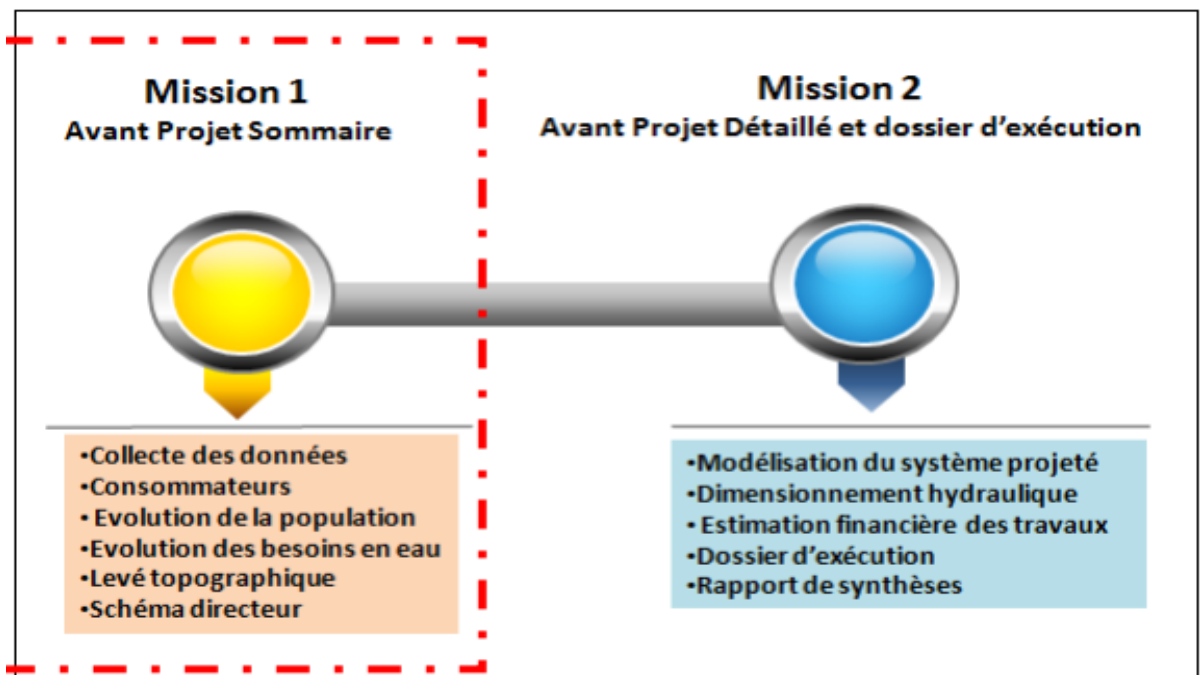 Mission 1
Avant Projet Sommaire
•Collecte des données
•Consommateurs
• Evolution de la population
•Evolution des besoins en eau
•Levé topographique
•Schéma directeur
Mission 2
Avant Projet Détaillé et dossier d'exécution
•Modélisation du système projeté
•Dimensionnement hydraulique
• Estimation financière des travaux
•Dossier d'exécution
•Rapport de synthèses